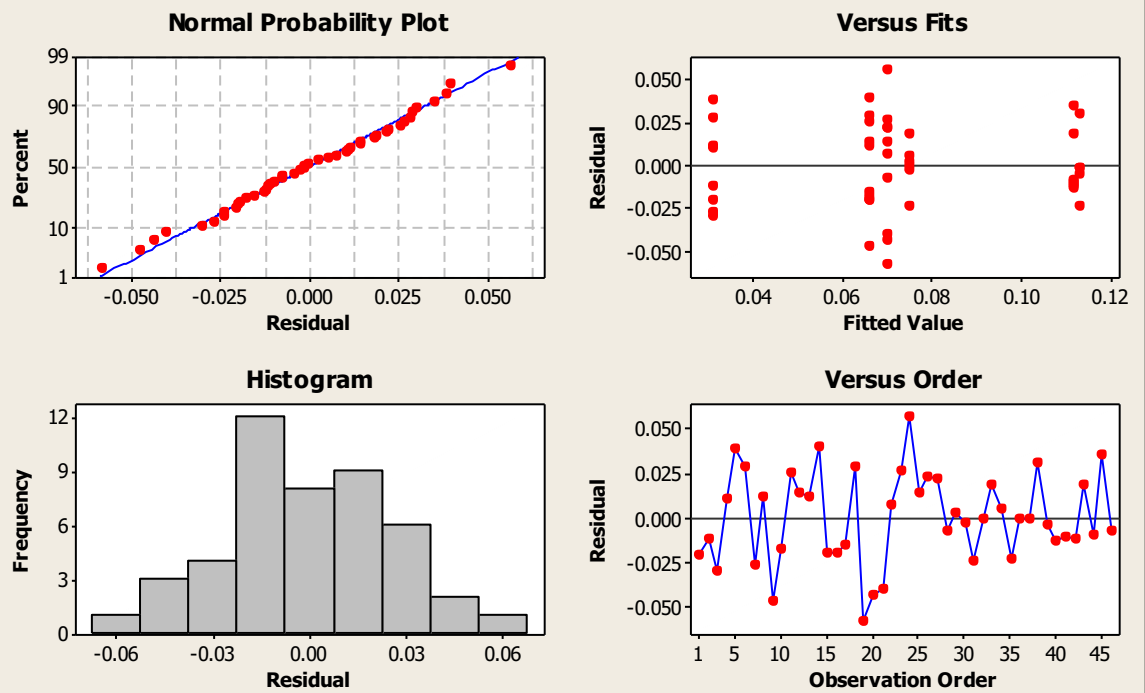 Normal Probability Plot
99
90
50
10
1
Percent
-0.050 -0.025 0.000 0.025 0.050
Residual
Versus Fits
0.050
0.025
0.000
-0.025
-0.050
Residual
0.04 0.06 0.08 0.10 0.12
Fitted Value
Histogram
12
9
6
3
0
Frequency
-0.06 -0.03 0.00 0.03 0.06
Residual
Versus Order
0.050
0.025
0.000
-0.025
-0.050
Residual
1 5 10 15 20 25 30 35 40 45
Observation Order